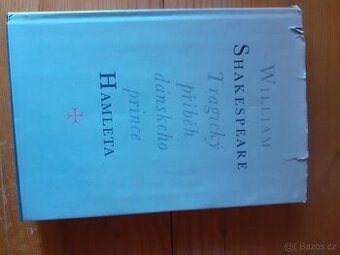 WILLIAM
SHAKESPEARE
Tragický
příběh
dánského
prince
HAMLETA
Bazos.cz